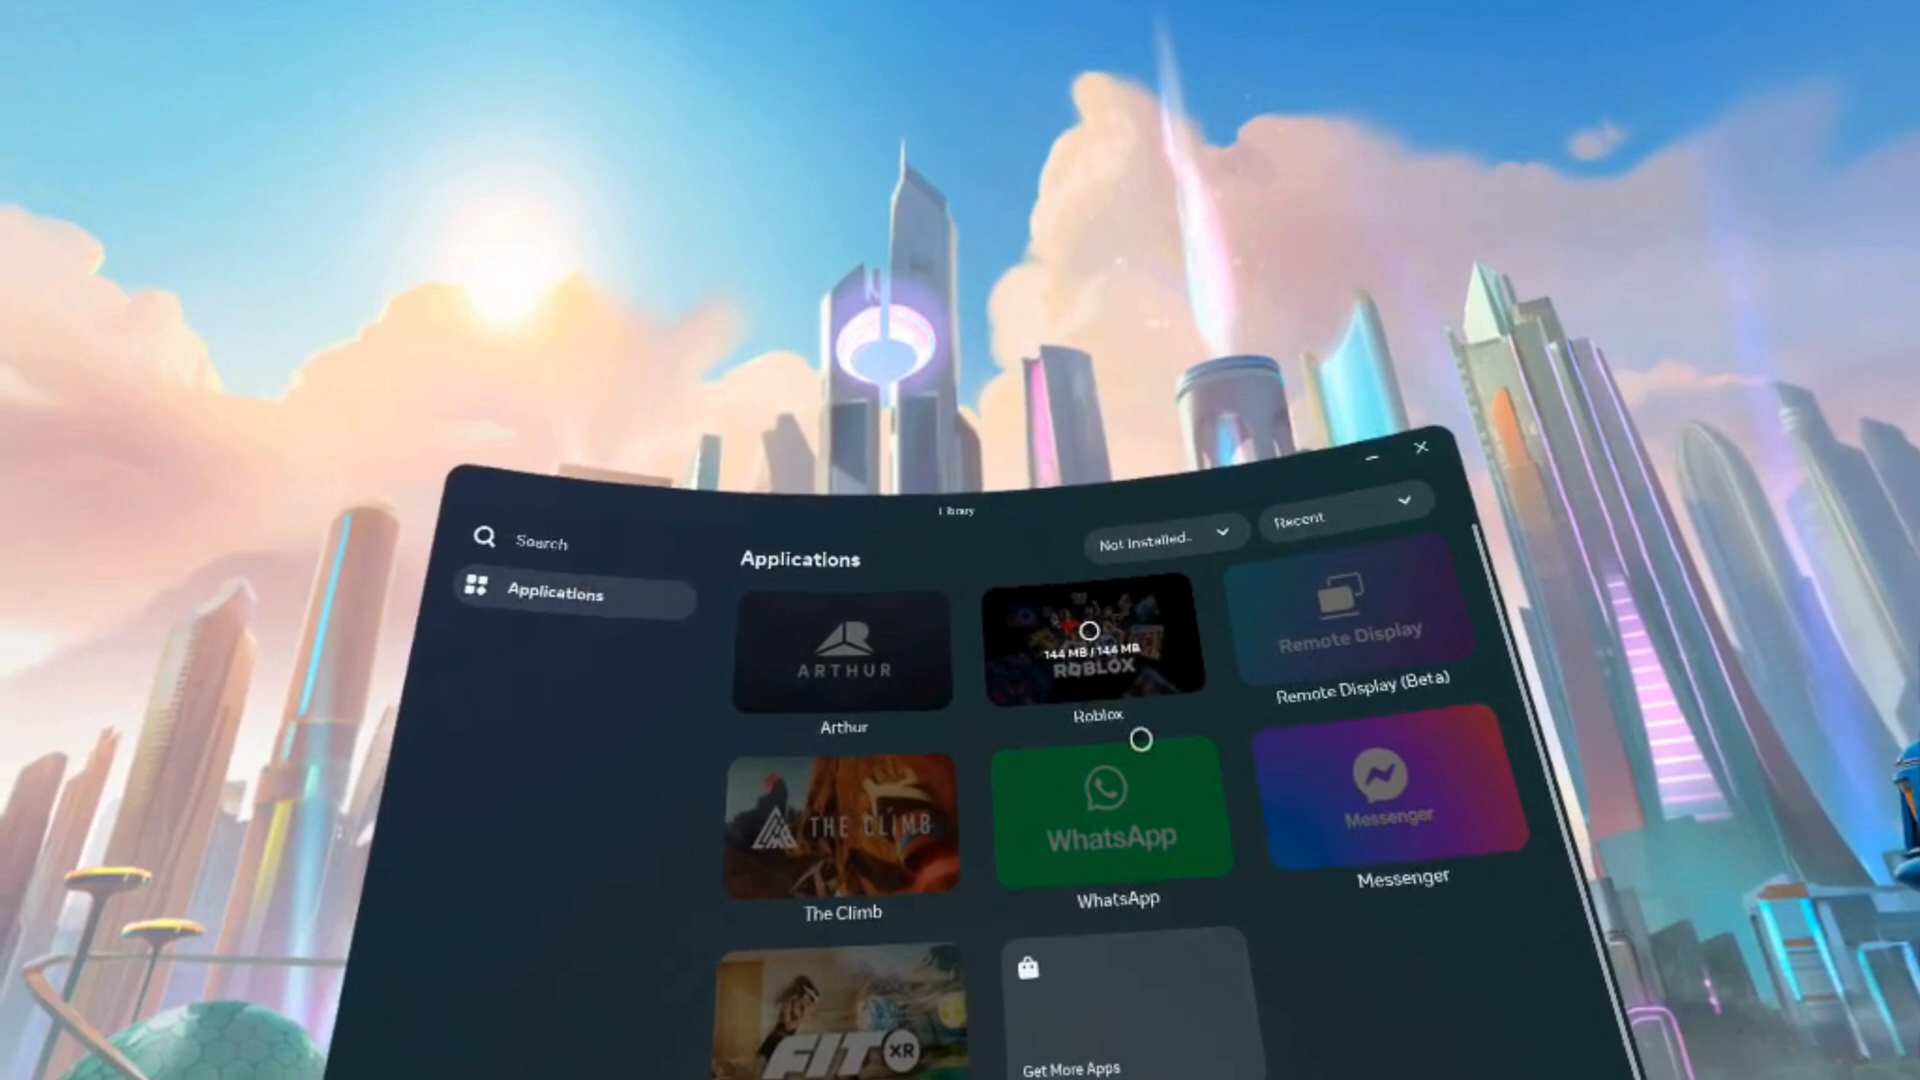 Library
Search
Applications
Applications
Not Installed..
Recent
ARTHUR
Arthur
144 MB / 144 MB
ROBLOX
Roblox
Remote Display
Remote Display (Beta)
THE CLIMB
The Climb
WhatsApp
WhatsApp
Messenger
Messenger
FIT XR
Get More Apps